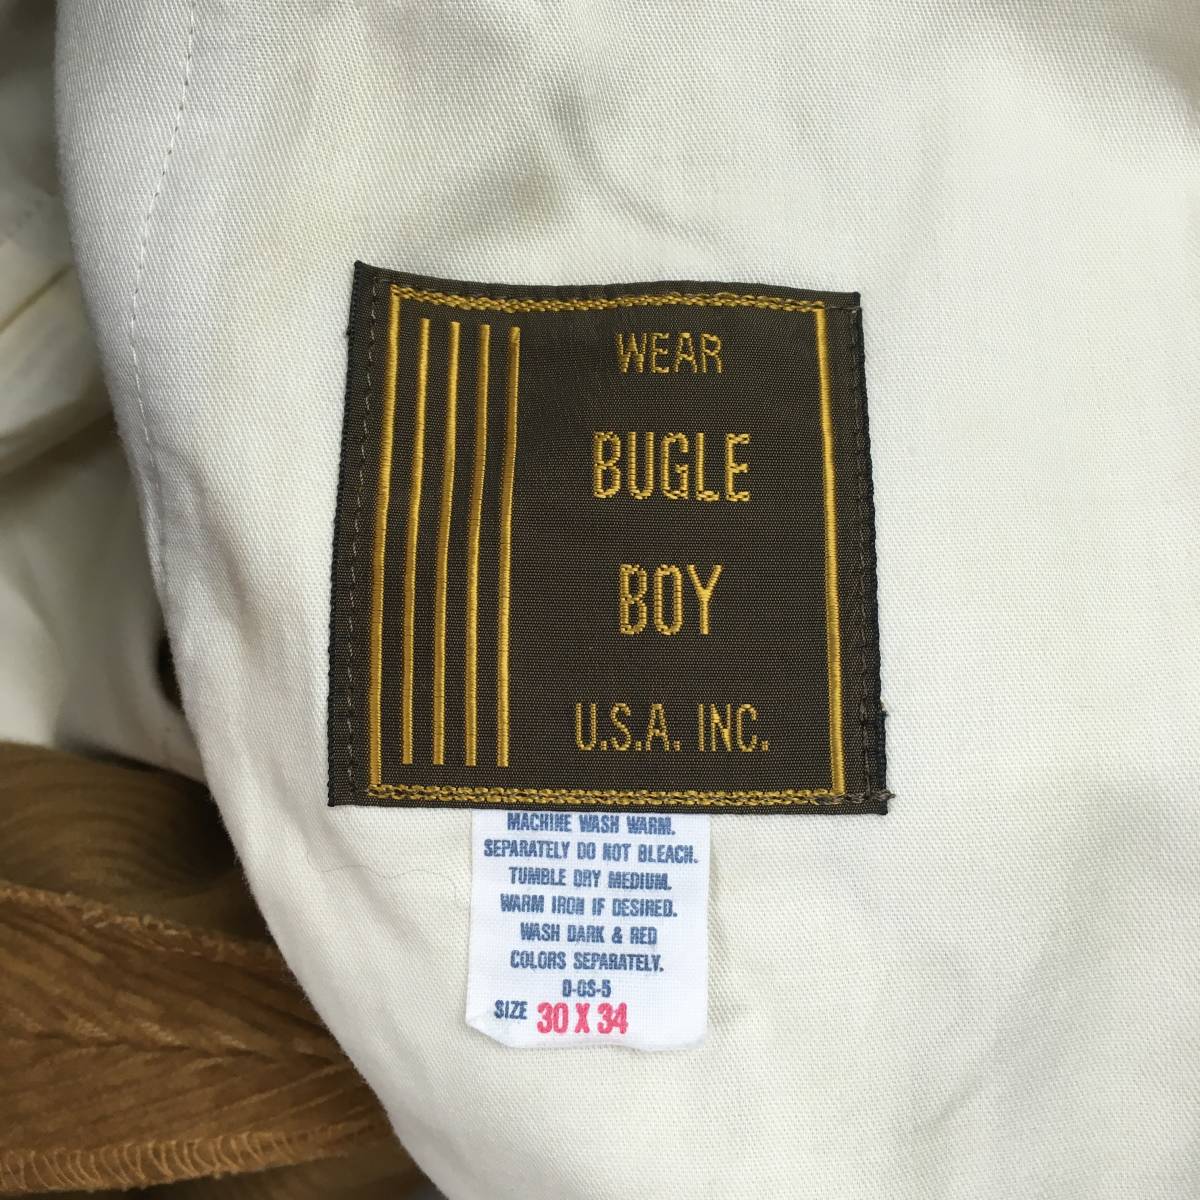 WEAR
BUGLE
BOY
U.S.A. INC.
MACHINE WASH WARM.
SEPARATELY DO NOT BLEACH.
TUMBLE DRY MEDIUM.
WARM IRON IF DESIRED.
WASH DARK & RED
COLORS SEPARATELY.
D-OS-5
SIZE 30 X 34